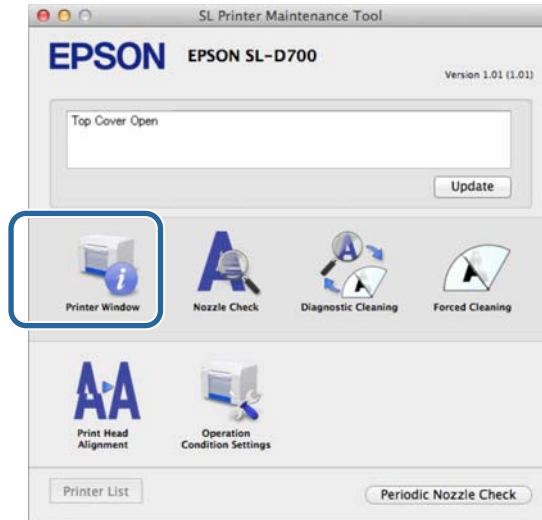 SL Printer Maintenance Tool
EPSON EPSON SL-D700
Version 1.01 (1.01)
Top Cover Open
Update
Printer Window Nozzle Check Diagnostic Cleaning Forced Cleaning
Print Head
Alignment
Operation
Condition Settings
Printer List Periodic Nozzle Check